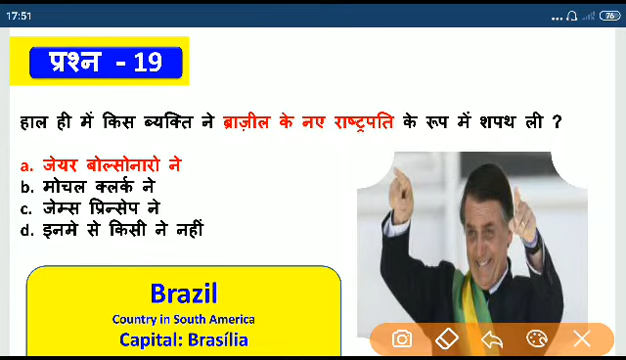 17:51
76
प्रश्न - 19
हाल ही में किस ब्यक्ति ने ब्राज़ील के नए राष्ट्रपति के रूप में शपथ ली ?
a. जेयर बोल्सोनारो ने
b. मोचल क्लर्क ने
c. जेम्स प्रिन्सेप ने
d. इनमे से किसी ने नहीं
Brazil
Country in South America
Capital: Brasília